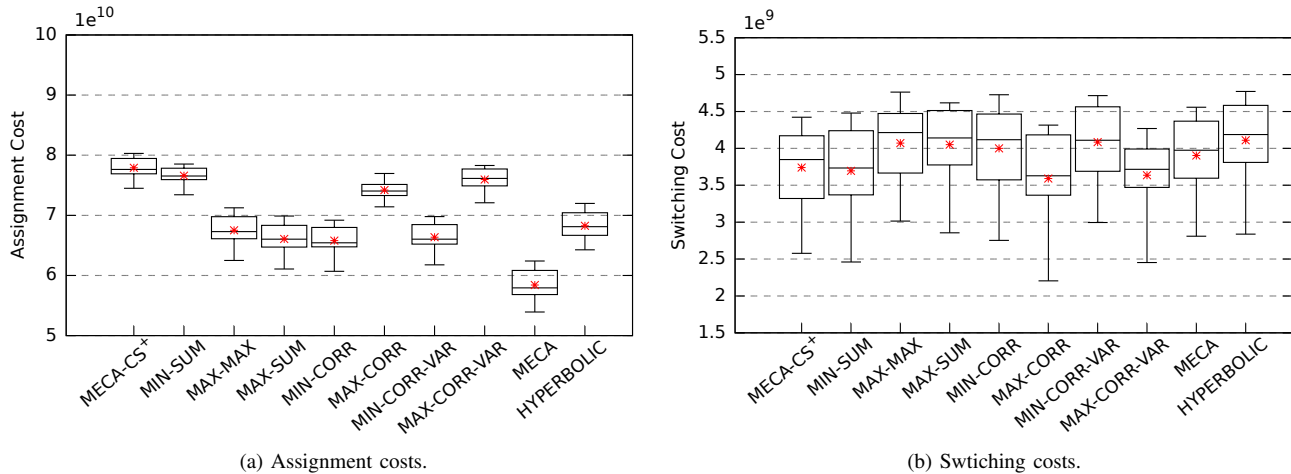 1e10
10
9
8
7
6
5
Assignment Cost
MECA-CS+
MIN-SUM
MAX-MAX
MAX-SUM
MIN-CORR
MAX-CORR
MIN-CORR-VAR
MAX-CORR-VAR
MECA
HYPERBOLIC
(a) Assignment costs.
1e9
5.5
5
4.5
4
3.5
3
2.5
2
1.5
Switching Cost
MECA-CS+
MIN-SUM
MAX-MAX
MAX-SUM
MIN-CORR
MAX-CORR
MIN-CORR-VAR
MAX-CORR-VAR
MECA
HYPERBOLIC
(b) Swtiching costs.